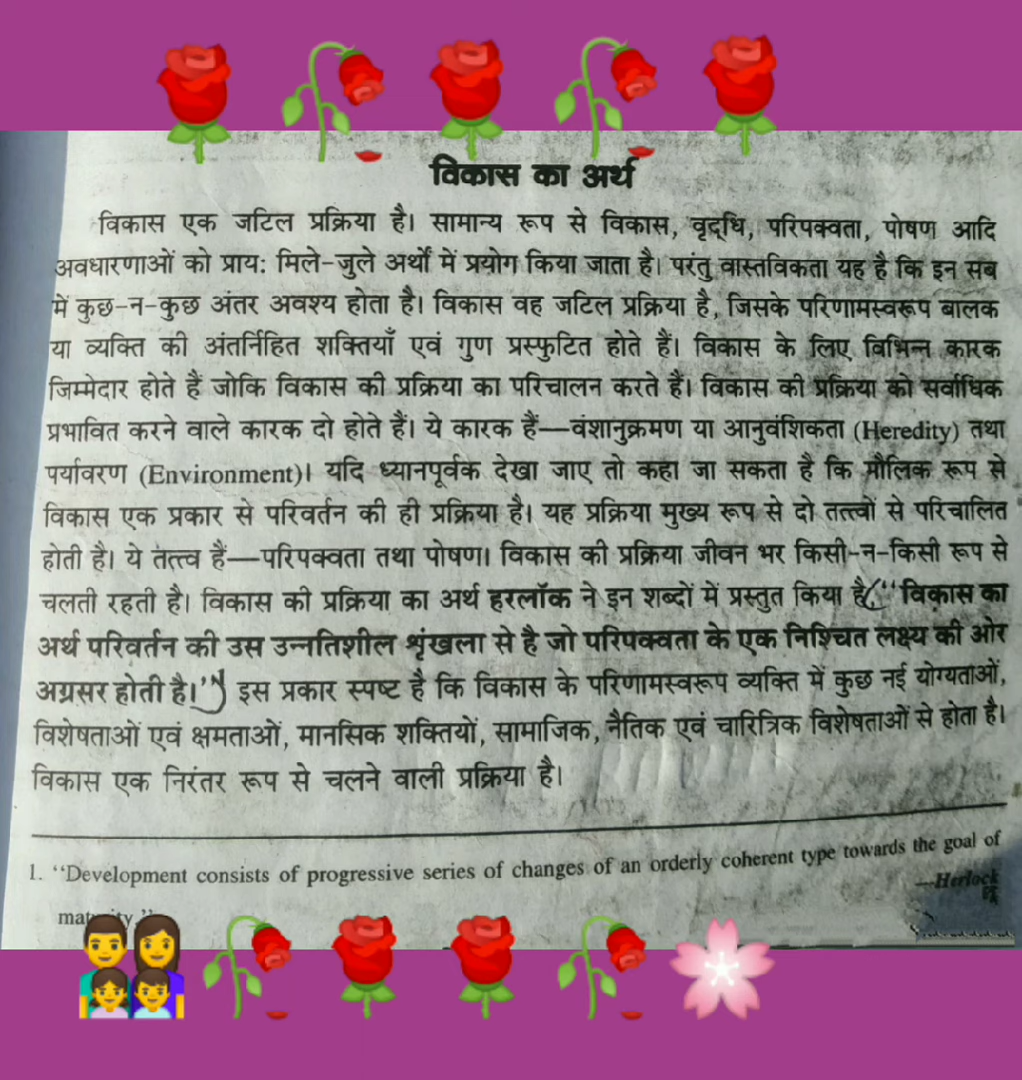 विकास का अर्थ
विकास एक जटिल प्रक्रिया है। सामान्य रूप से विकास, वृद्धि, परिपक्वता, पोषण आदि
अवधारणाओं को प्राय: मिले-जुले अर्थों में प्रयोग किया जाता है। परंतु वास्तविकता यह है कि इन सब
में कुछ-न-कुछ अंतर अवश्य होता है। विकास वह जटिल प्रक्रिया है, जिसके परिणामस्वरूप बालक
या व्यक्ति की अंतर्निहित शक्तियाँ एवं गुण प्रस्फुटित होते हैं। विकास के लिए विभिन्न कारक
जिम्मेदार होते हैं जोकि विकास की प्रक्रिया का परिचालन करते हैं। विकास की प्रक्रिया को सर्वाधिक
प्रभावित करने वाले कारक दो होते हैं। ये कारक हैं—वंशानुक्रमण या आनुवंशिकता (Heredity) तथा
पर्यावरण (Environment)। यदि ध्यानपूर्वक देखा जाए तो कहा जा सकता है कि मौलिक रूप से
विकास एक प्रकार से परिवर्तन की ही प्रक्रिया है। यह प्रक्रिया मुख्य रूप से दो तत्त्वों से परिचालित
होती है। ये तत्त्व हैं—परिपक्वता तथा पोषण। विकास की प्रक्रिया जीवन भर किसी-न-किसी रूप से
चलती रहती है। विकास की प्रक्रिया का अर्थ हरलॉक ने इन शब्दों में प्रस्तुत किया है, ‘‘विकास का
अर्थ परिवर्तन की उस उन्नतिशील शृंखला से है जो परिपक्वता के एक निश्चित लक्ष्य की ओर
अग्रसर होती है।’’ इस प्रकार स्पष्ट है कि विकास के परिणामस्वरूप व्यक्ति में कुछ नई योग्यताओं,
विशेषताओं एवं क्षमताओं, मानसिक शक्तियों, सामाजिक, नैतिक एवं चारित्रिक विशेषताओं से होता है।
विकास एक निरंतर रूप से चलने वाली प्रक्रिया है।
1. ‘‘Development consists of progressive series of changes of an orderly coherent type towards the goal of
—Herlock